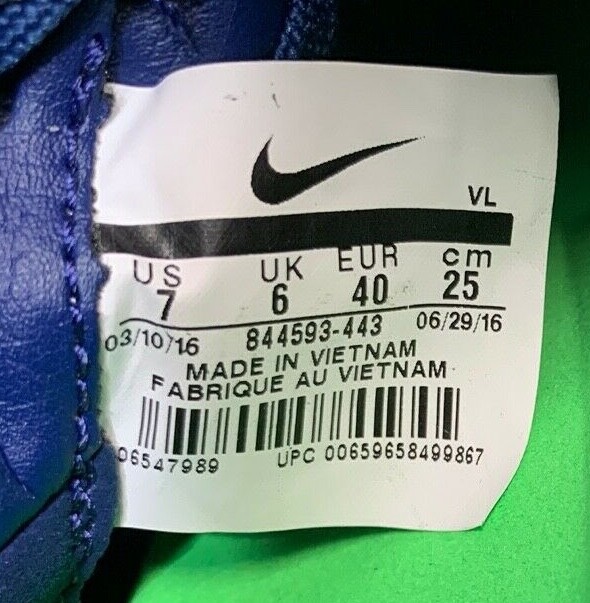 VL
US UK EUR cm
7 6 40 25
03/10/16 844593-443 06/29/16
MADE IN VIETNAM
FABRIQUE AU VIETNAM
06547989 UPC 00659658499867